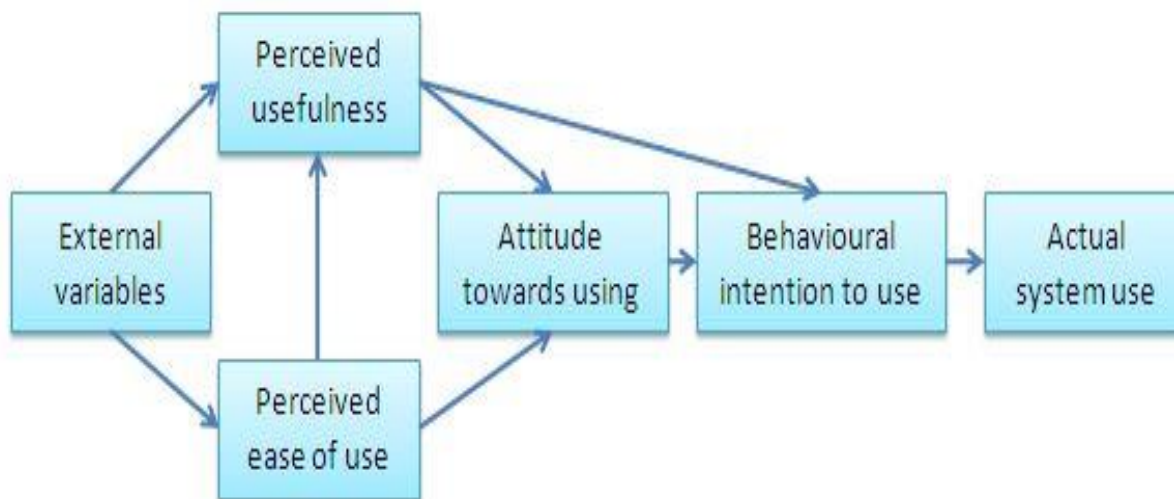 Perceived
usefulness
External
variables
Attitude
towards using
Behavioural
intention to use
Actual
system use
Perceived
ease of use